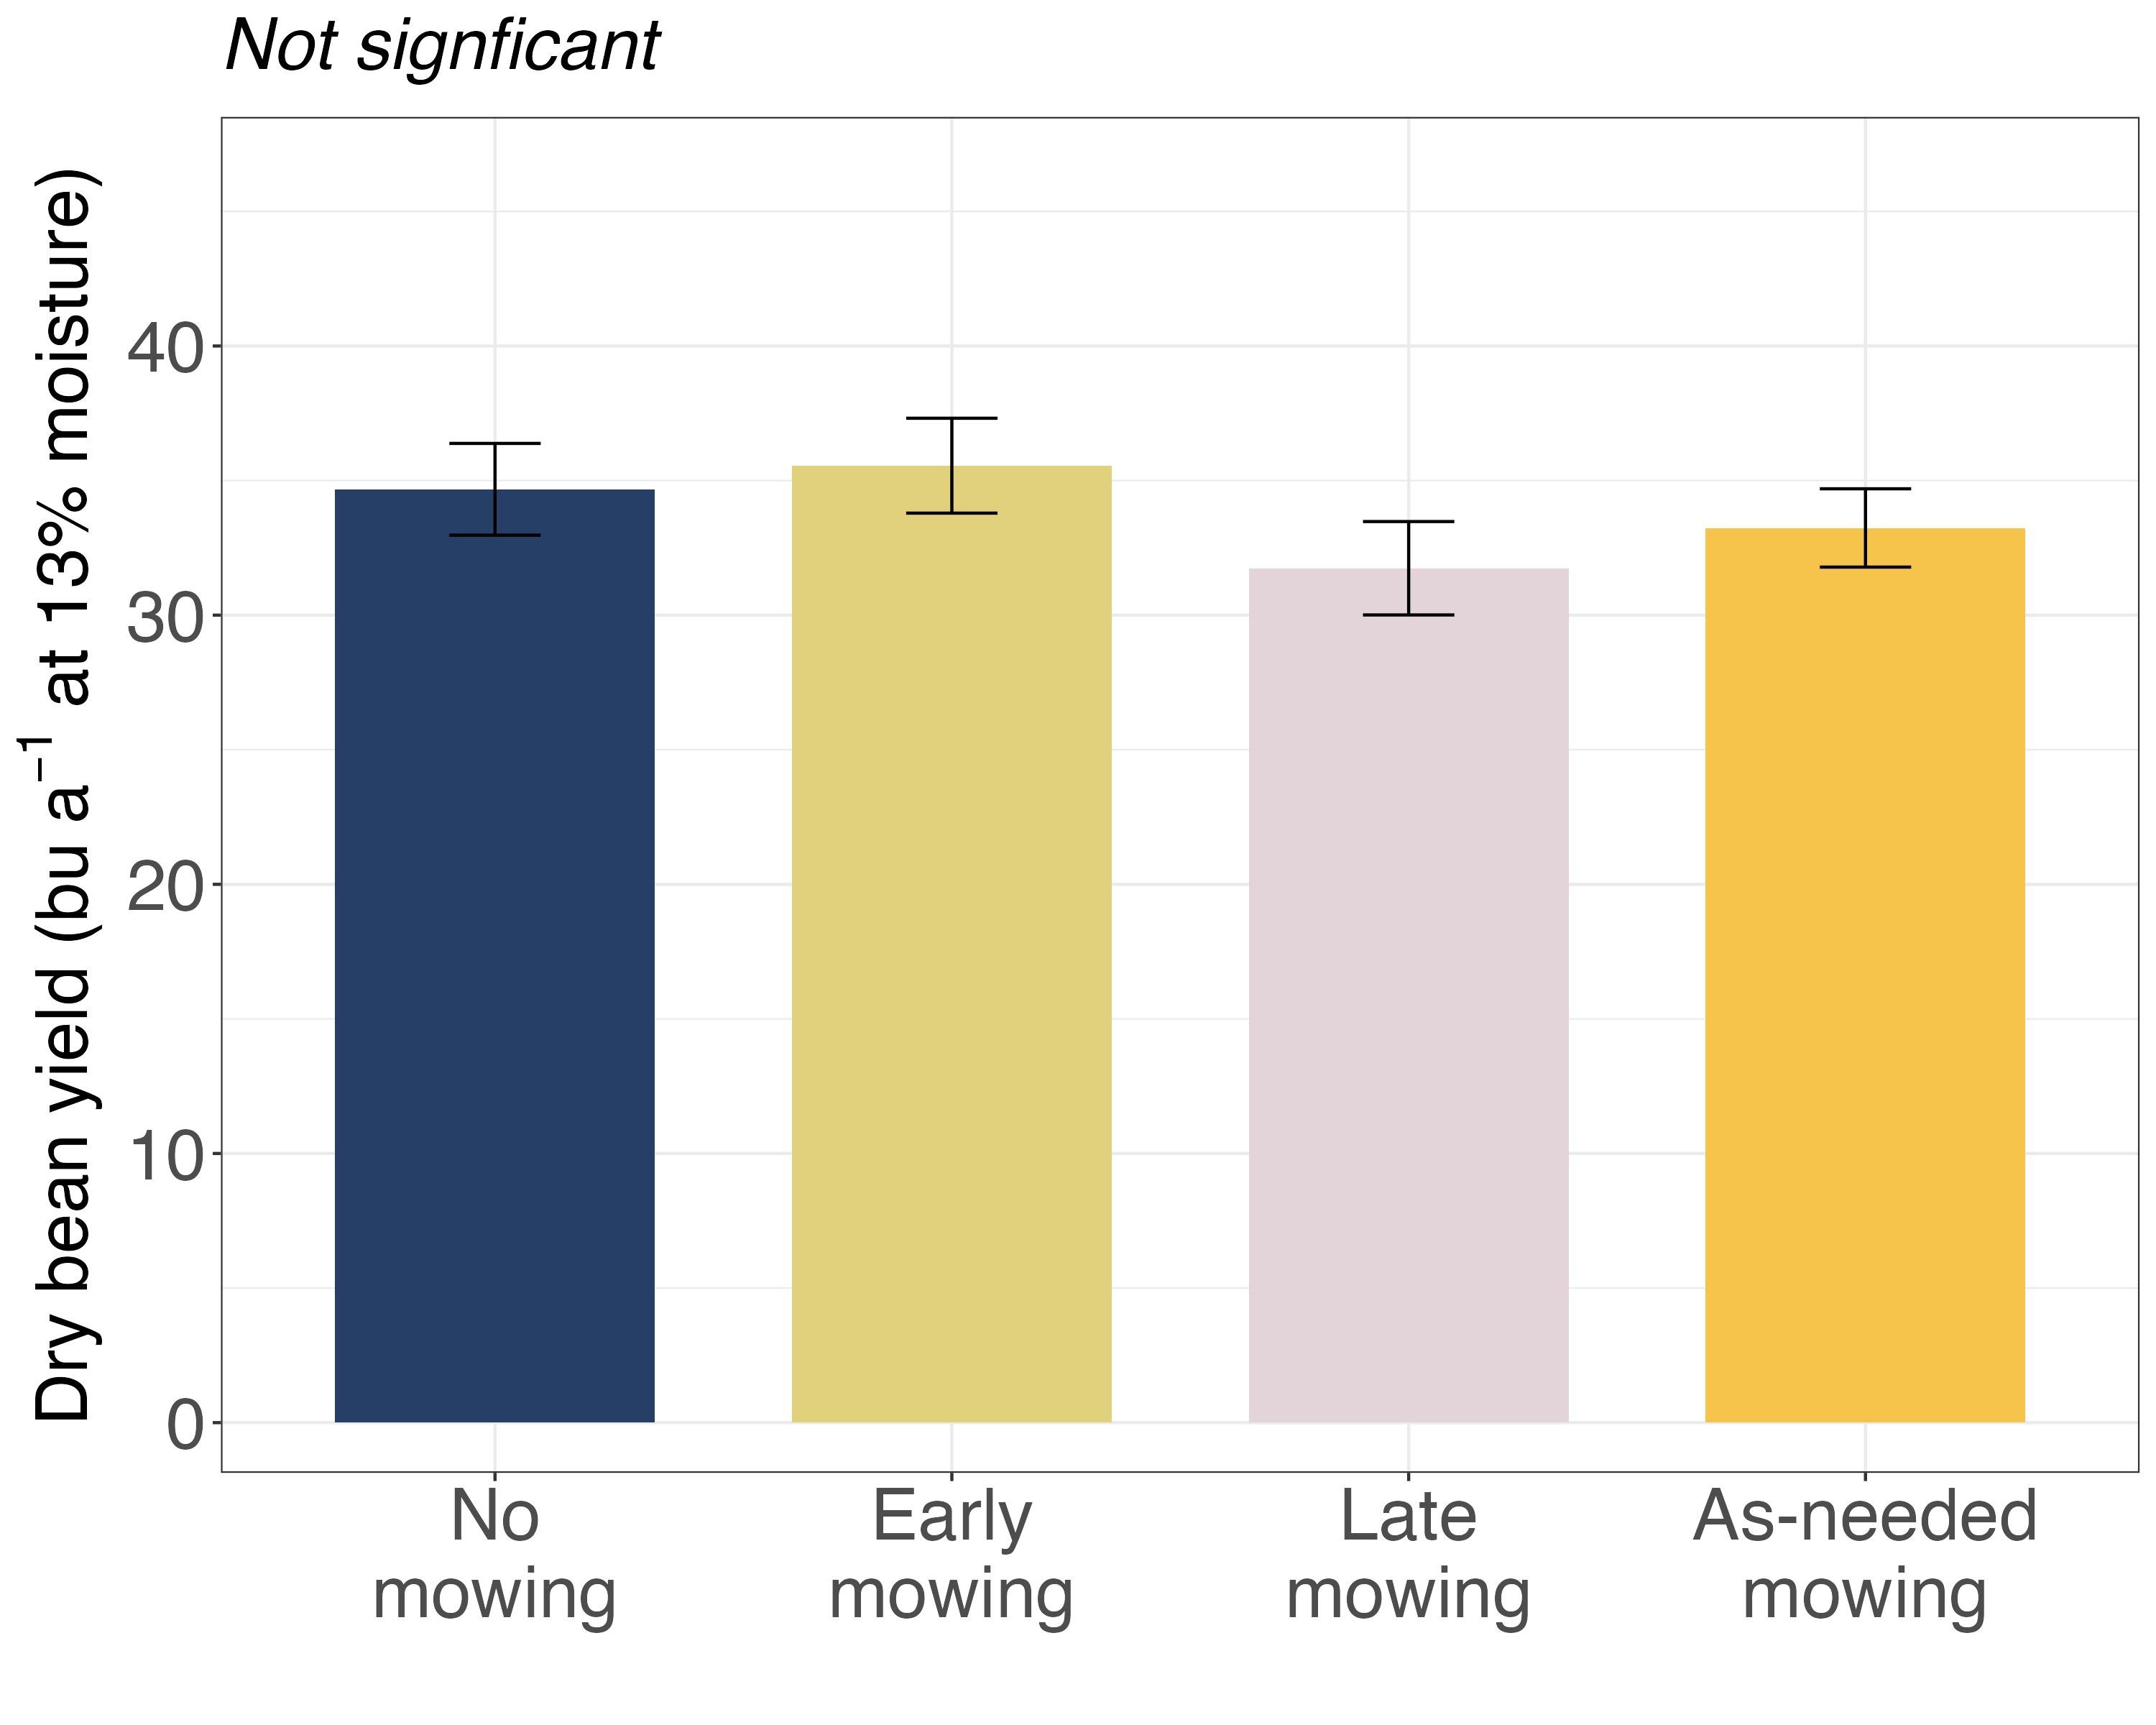 Not signficant
Dry bean yield (bu a⁻¹ at 13% moisture)
40
30
20
10
0
No
mowing
Early
mowing
Late
mowing
As-needed
mowing